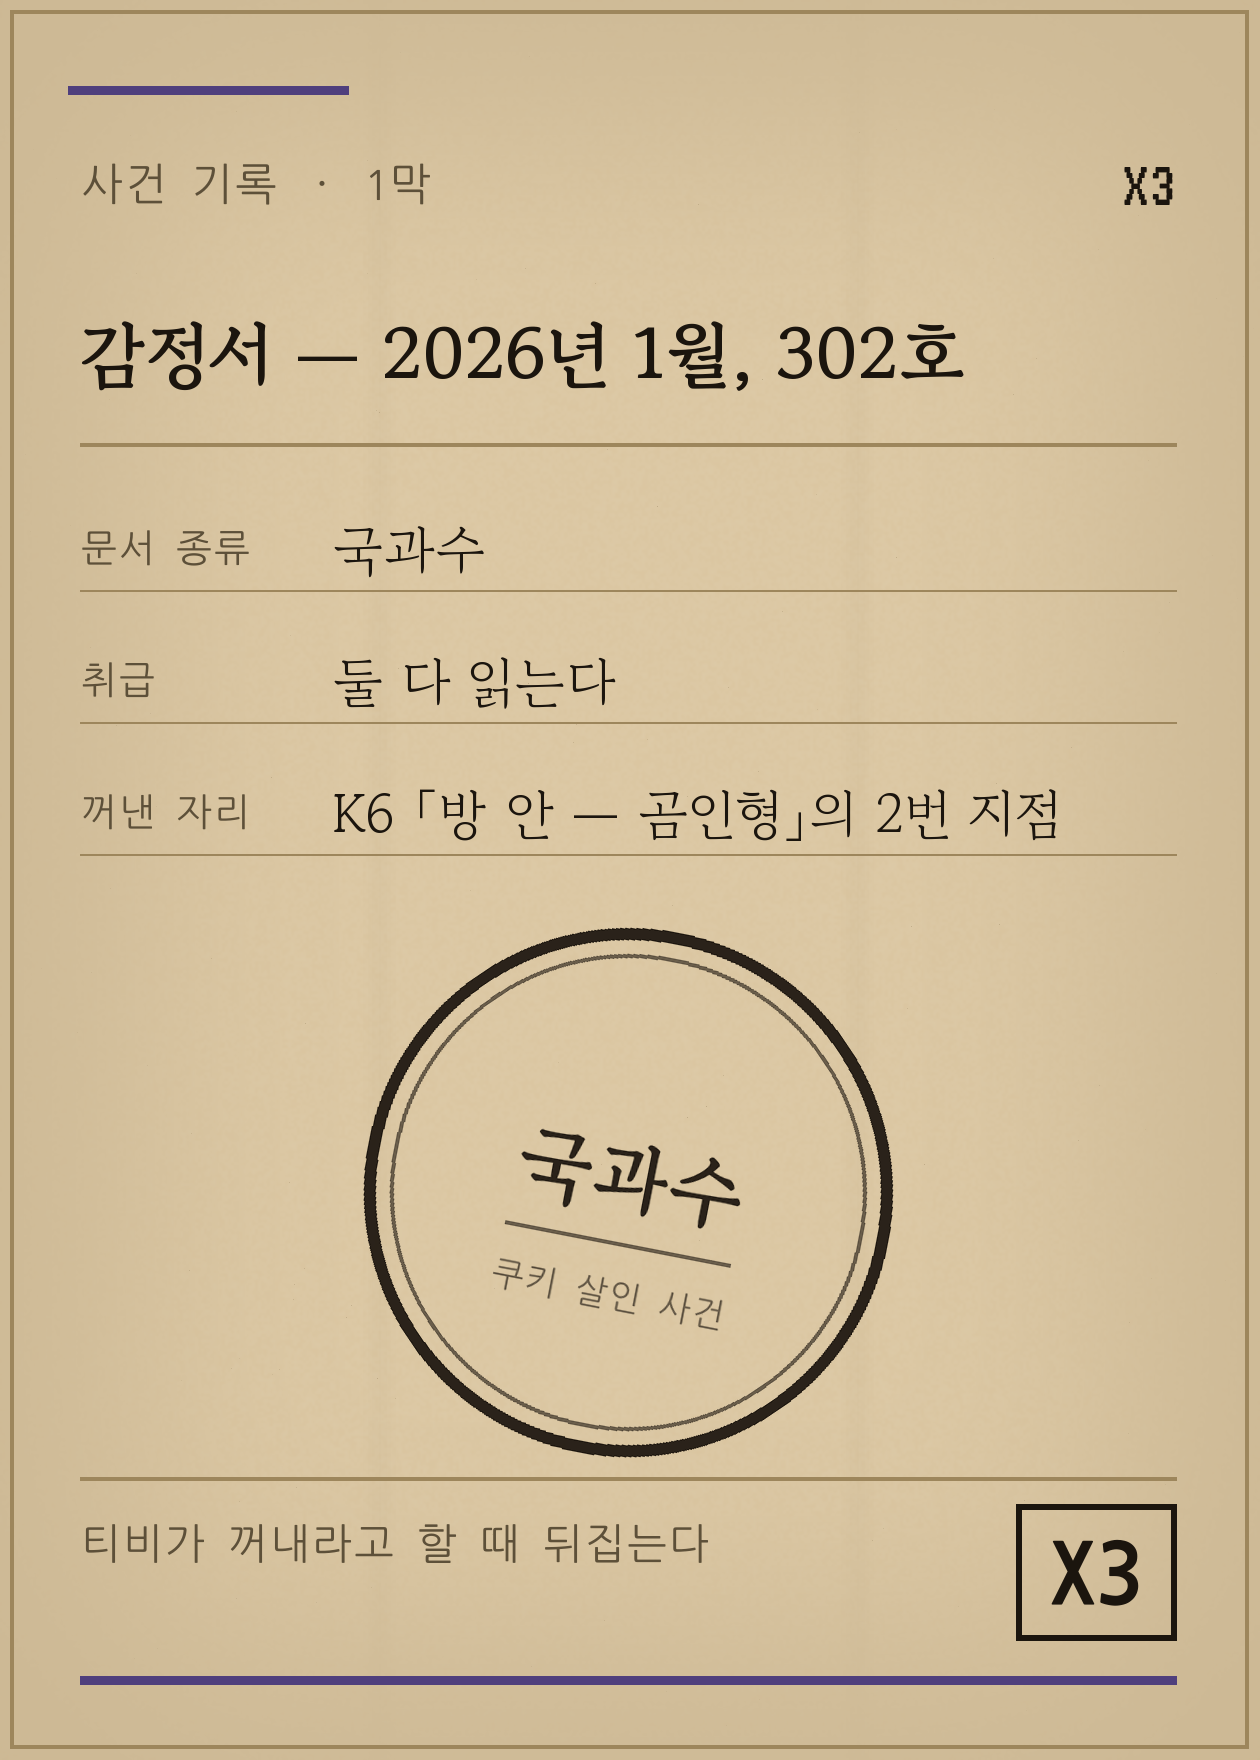 사건 기록 · 1막
X3
감정서 — 2026년 1월, 302호
문서 종류 국과수
취급 둘 다 읽는다
꺼낸 자리 K6 「방 안 — 곰인형」의 2번 지점
국과수
쿠키 살인 사건
티비가 꺼내라고 할 때 뒤집는다
X3